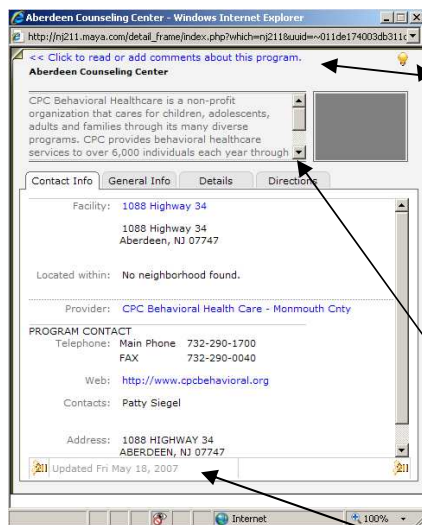 Aberdeen Counseling Center - Windows Internet Explorer
http://nj211.maya.com/detail_frame/index.php?which=nj211&uuid=~011de174003db311c
<< Click to read or add comments about this program.
Aberdeen Counseling Center
CPC Behavioral Healthcare is a non-profit
organization that cares for children, adolescents,
adults and families through its many diverse
programs. CPC provides behavioral healthcare
services to over 6,000 individuals each year through
Contact Info General Info Details Directions
Facility: 1088 Highway 34
1088 Highway 34
Aberdeen, NJ 07747
Located within: No neighborhood found.
Provider: CPC Behavioral Health Care - Monmouth Cnty
PROGRAM CONTACT
Telephone: Main Phone 732-290-1700
FAX 732-290-0040
Web: http://www.cpcbehavioral.org
Contacts: Patty Siegel
Address: 1088 HIGHWAY 34
ABERDEEN, NJ 07747
211 Updated Fri May 18, 2007 211
Internet 100%